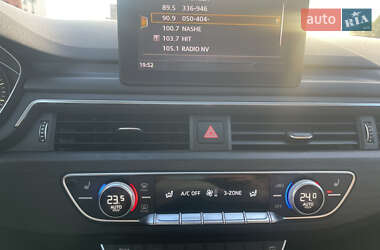 auto RIA
89.5 336-946
90.9 050-404-
100.7 NASHE
103.7 HIT
105.1 RADIO NV
19:52
23.5 AUTO
A/C OFF
3-ZONE
24.0 AUTO